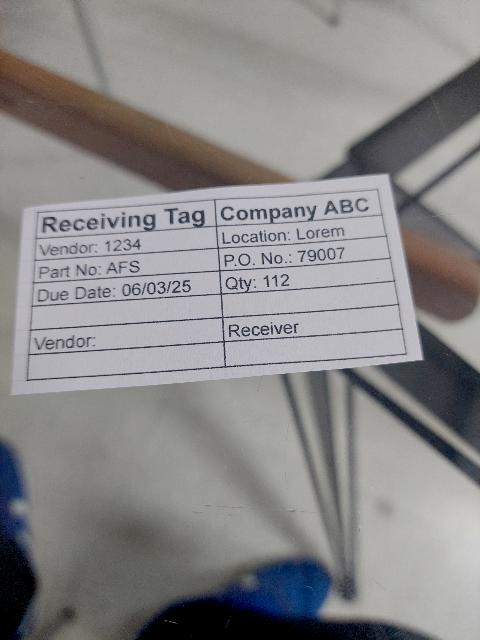 Receiving Tag Company ABC
Vendor: 1234 Location: Lorem
Part No: AFS P.O. No.: 79007
Due Date: 06/03/25 Qty: 112
Vendor: Receiver